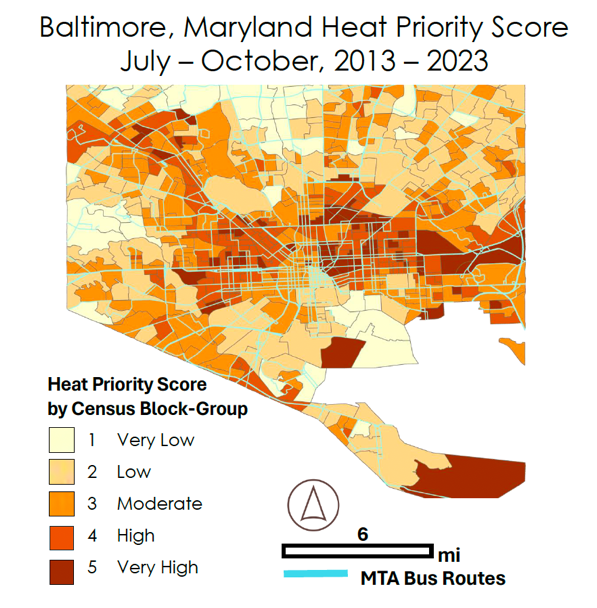 Baltimore, Maryland Heat Priority Score
July – October, 2013 – 2023
Heat Priority Score
by Census Block-Group
1 Very Low
2 Low
3 Moderate
4 High
5 Very High
6
mi
MTA Bus Routes